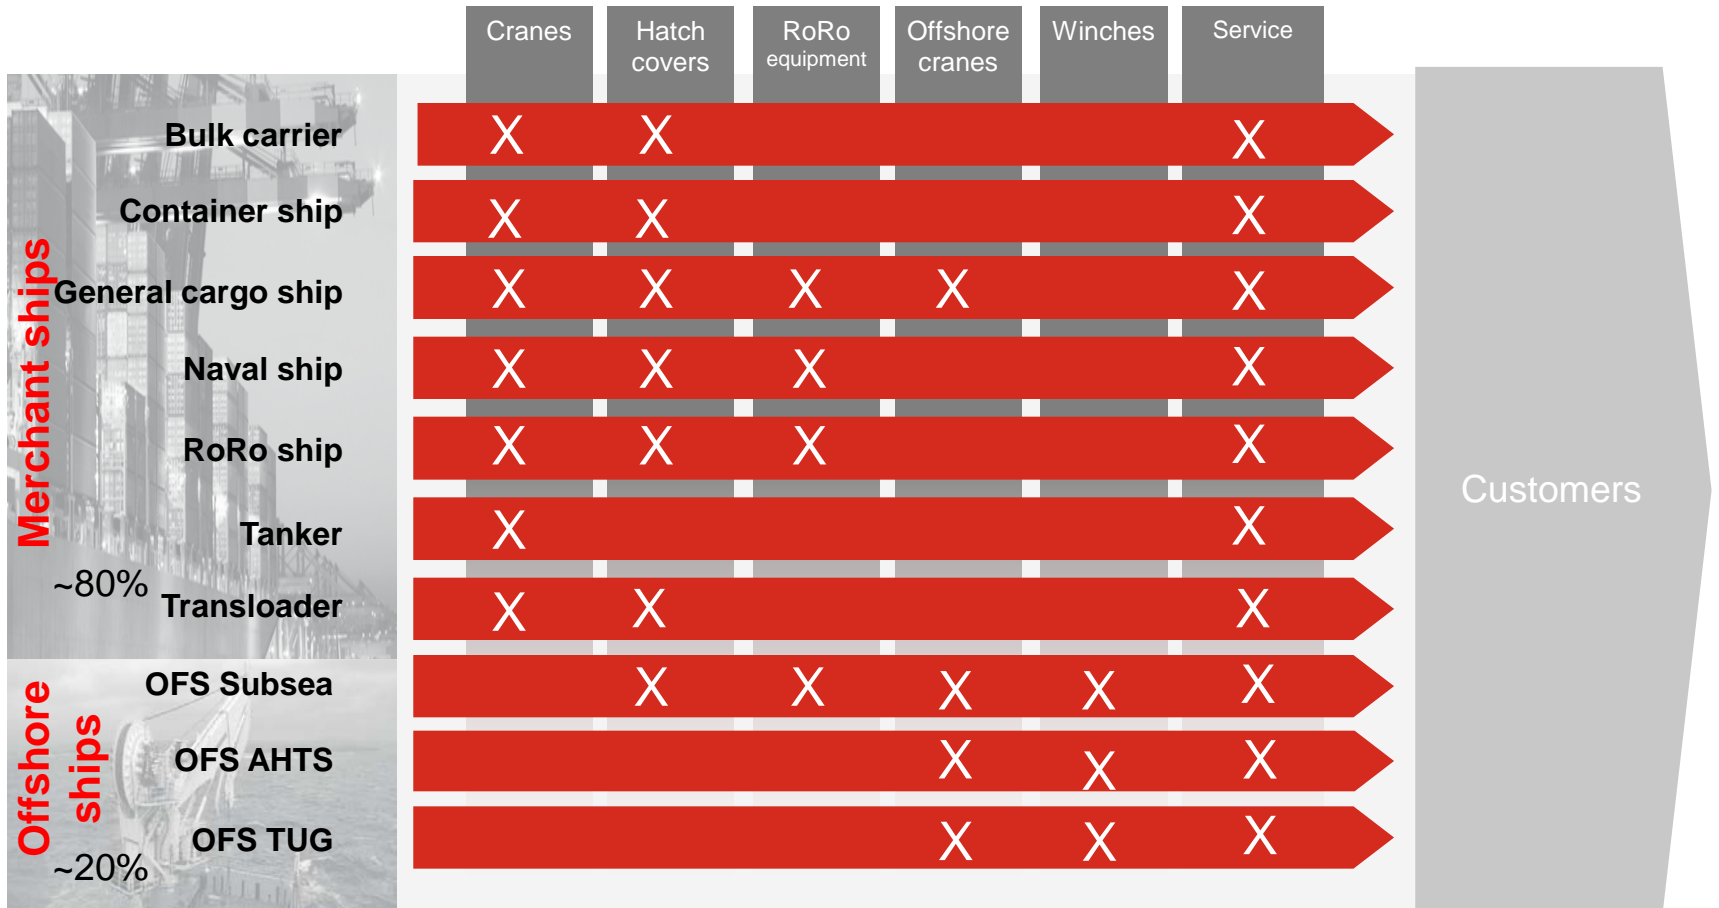 Cranes
Hatch
covers
RoRo
equipment
Offshore
cranes
Winches
Service
Merchant ships
~80%
Bulk carrier X X X
Container ship X X X
General cargo ship X X X X X
Naval ship X X X X
RoRo ship X X X X
Tanker X X
Transloader X X X
Offshore
ships
~20%
OFS Subsea X X X X X
OFS AHTS X X X
OFS TUG X X X
Customers